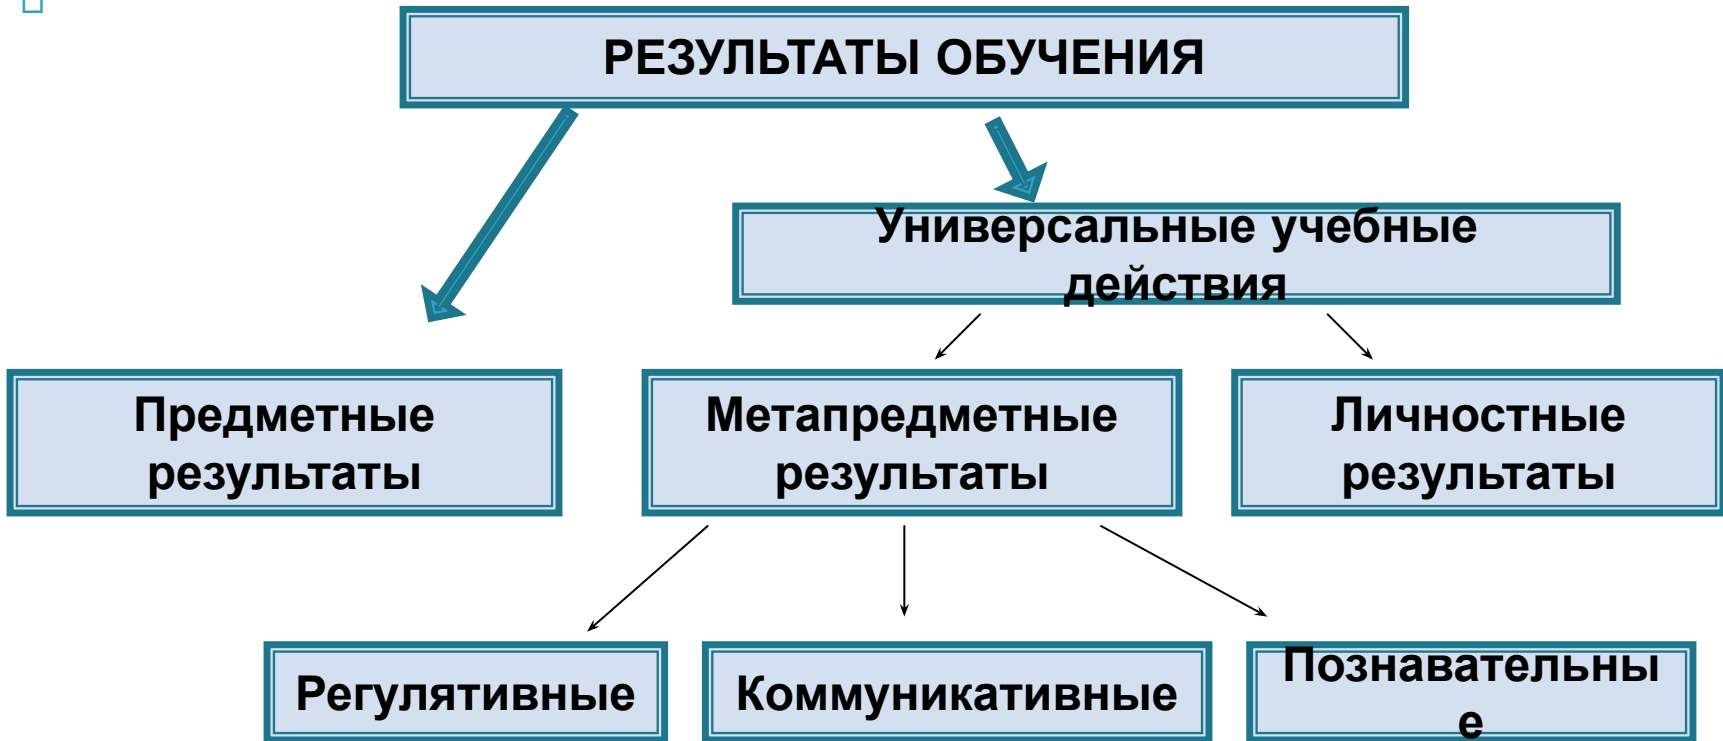 РЕЗУЛЬТАТЫ ОБУЧЕНИЯ
Универсальные учебные
действия
Предметные
результаты
Метапредметные
результаты
Личностные
результаты
Регулятивные
Коммуникативные
Познавательны
е